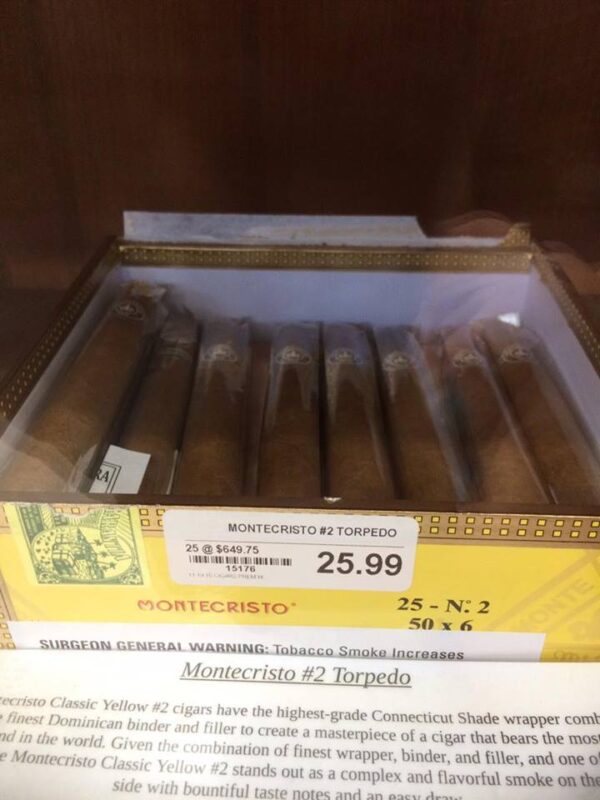 RA
MONTECRISTO #2 TORPEDO
25 @ $649.75
15176
25.99
MONTECRISTO
25 - Nº. 2
50 x 6
MONTE
SURGEON GENERAL WARNING: Tobacco Smoke Increases
Montecristo #2 Torpedo
tecristo Classic Yellow #2 cigars have the highest-grade Connecticut Shade wrapper comb
e finest Dominican binder and filler to create a masterpiece of a cigar that bears the most
nd in the world. Given the combination of finest wrapper, binder, and filler, and one of
e Montecristo Classic Yellow #2 stands out as a complex and flavorful smoke on the
side with bountiful taste notes and an easy draw